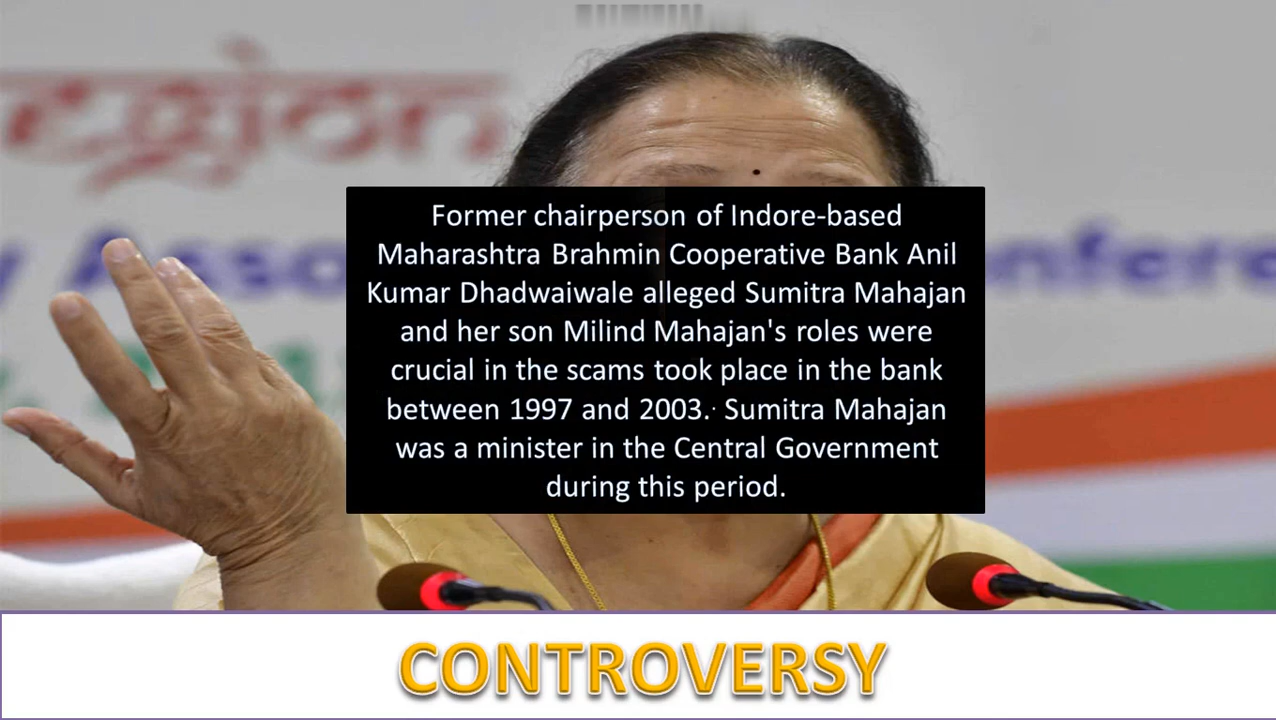 Former chairperson of Indore-based
Maharashtra Brahmin Cooperative Bank Anil
Kumar Dhadwaiwale alleged Sumitra Mahajan
and her son Milind Mahajan's roles were
crucial in the scams took place in the bank
between 1997 and 2003. Sumitra Mahajan
was a minister in the Central Government
during this period.
CONTROVERSY